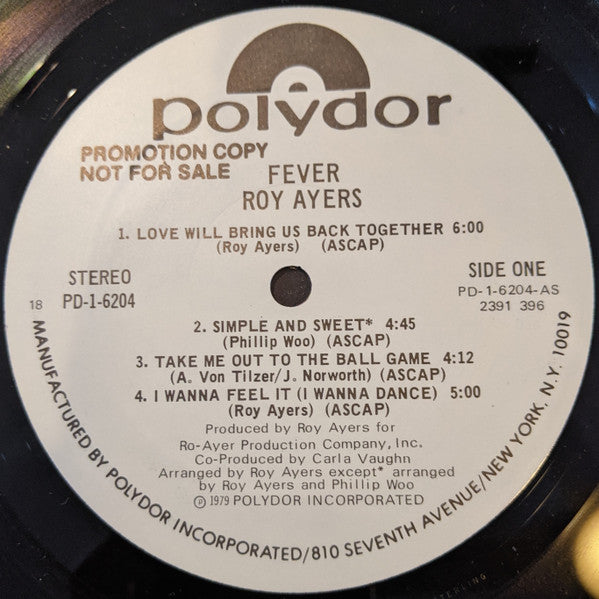 polydor
PROMOTION COPY
NOT FOR SALE
FEVER
ROY AYERS
1. LOVE WILL BRING US BACK TOGETHER 6:00
(Roy Ayers) (ASCAP)
STEREO
PD-1-6204
18
SIDE ONE
PD-1-6204-AS
2391 396
2. SIMPLE AND SWEET* 4:45
(Phillip Woo) (ASCAP)
3. TAKE ME OUT TO THE BALL GAME 4:12
(A. Von Tilzer/J. Norworth) (ASCAP)
4. I WANNA FEEL IT (I WANNA DANCE) 5:00
(Roy Ayers) (ASCAP)
Produced by Roy Ayers for
Ro-Ayer Production Company, Inc.
Co-Produced by Carla Vaughn
Arranged by Roy Ayers except* arranged
by Roy Ayers and Phillip Woo
℗ 1979 POLYDOR INCORPORATED
MANUFACTURED BY POLYDOR INCORPORATED/810 SEVENTH AVENUE/NEW YORK, N.Y. 10019
STERLING